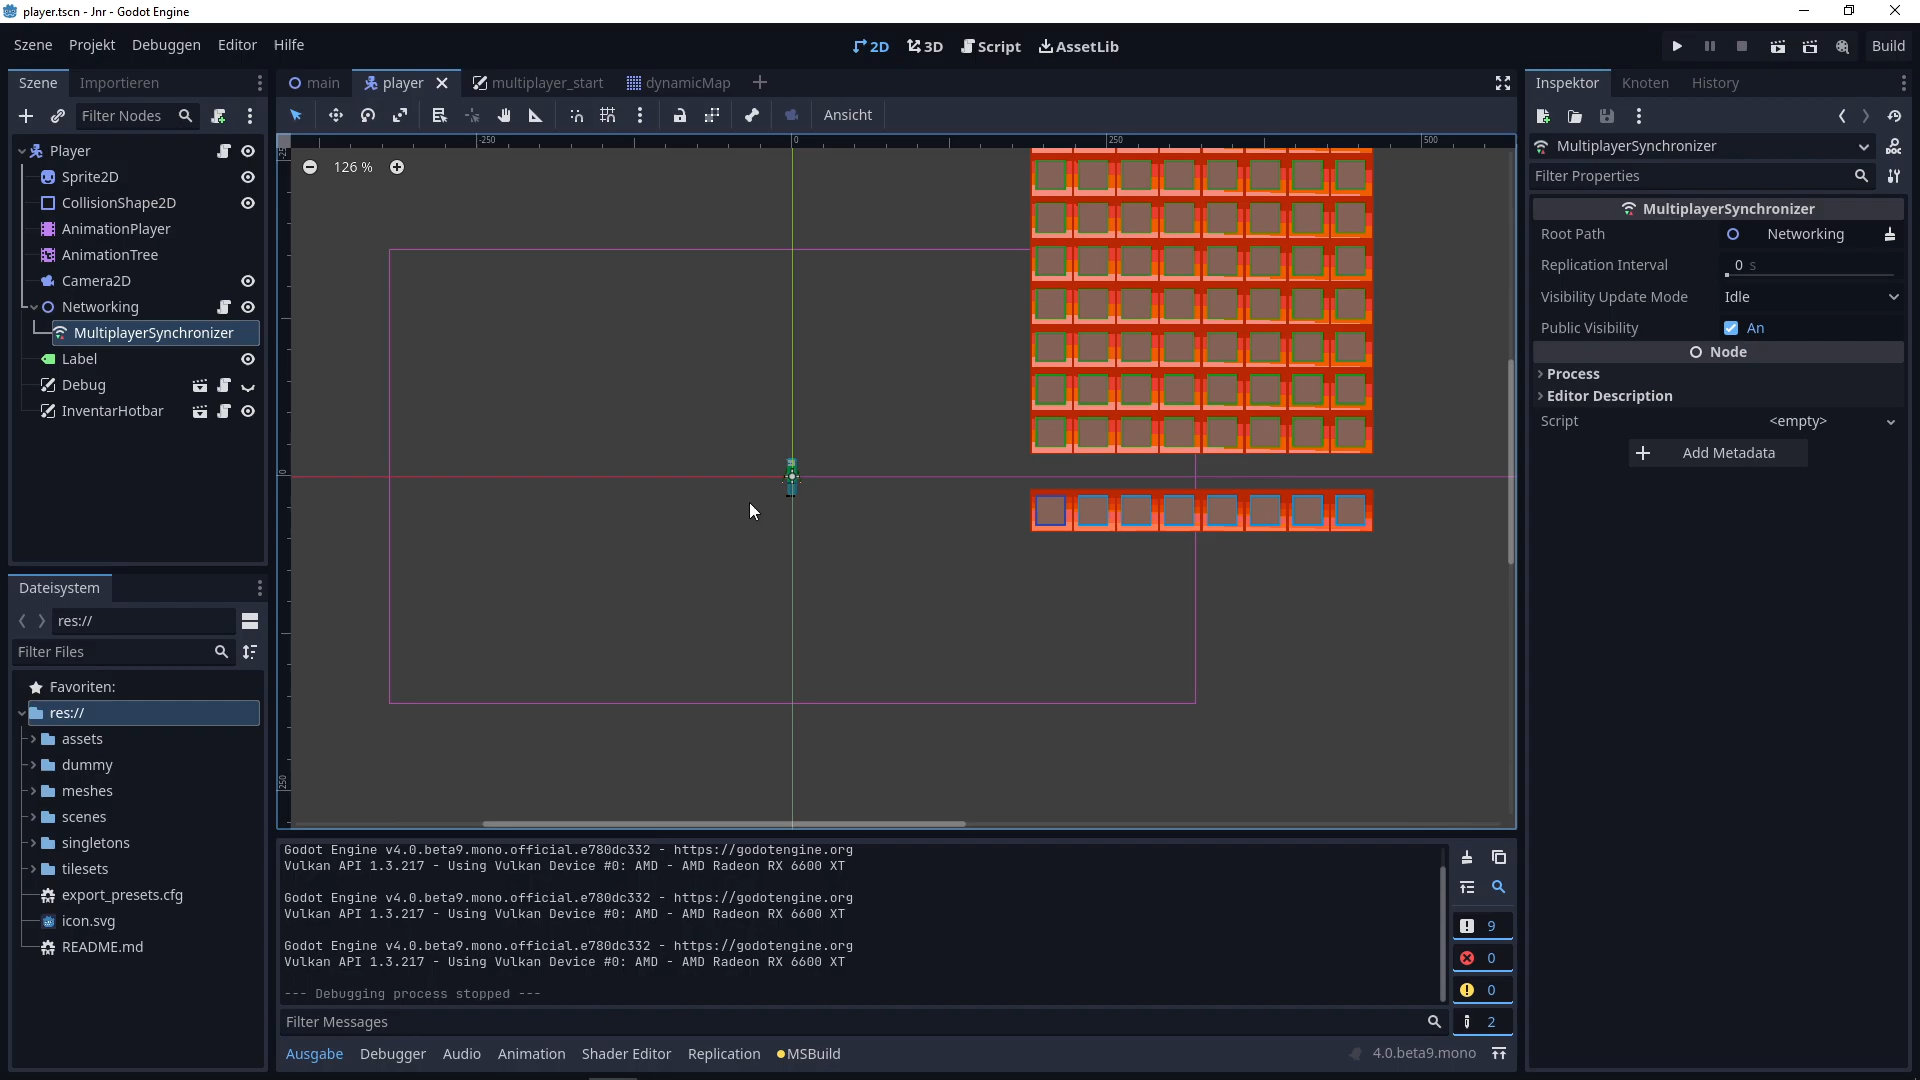 player.tscn - Jnr - Godot Engine
Szene Projekt Debuggen Editor Hilfe
2D 3D Script AssetLib
Build
Szene Importieren
main player multiplayer_start dynamicMap
Inspektor Knoten History
Filter Nodes
Ansicht
Player
Sprite2D
CollisionShape2D
AnimationPlayer
AnimationTree
Camera2D
Networking
MultiplayerSynchronizer
Label
Debug
InventarHotbar
-250 0 250 500
126 %
0
250
MultiplayerSynchronizer
Filter Properties
MultiplayerSynchronizer
Root Path Networking
Replication Interval 0 s
Visibility Update Mode Idle
Public Visibility An
Node
Process
Editor Description
Script <empty>
Add Metadata
Dateisystem
res://
Filter Files
Favoriten:
res://
assets
dummy
meshes
scenes
singletons
tilesets
export_presets.cfg
icon.svg
README.md
Godot Engine v4.0.beta9.mono.official.e780dc332 - https://godotengine.org
Vulkan API 1.3.217 - Using Vulkan Device #0: AMD - AMD Radeon RX 6600 XT
Godot Engine v4.0.beta9.mono.official.e780dc332 - https://godotengine.org
Vulkan API 1.3.217 - Using Vulkan Device #0: AMD - AMD Radeon RX 6600 XT
Godot Engine v4.0.beta9.mono.official.e780dc332 - https://godotengine.org
Vulkan API 1.3.217 - Using Vulkan Device #0: AMD - AMD Radeon RX 6600 XT
--- Debugging process stopped ---
9
0
0
2
Filter Messages
Ausgabe Debugger Audio Animation Shader Editor Replication MSBuild
4.0.beta9.mono